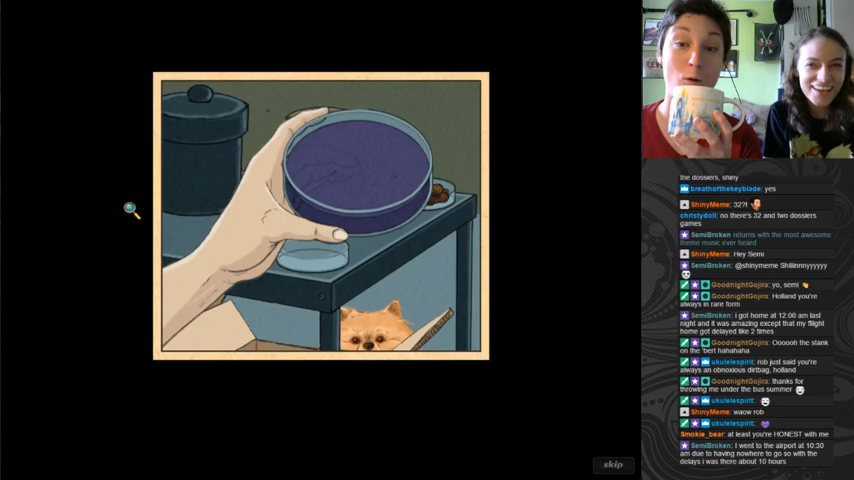 the dossiers, shiny
breathofthekeyblade: yes
ShinyMeme: 32?!
christydoll: no there's 32 and two dossiers
games
SemiBroken returns with the most awesome
theme music ever heard
ShinyMeme: Hey Semi
SemiBroken: @shinymeme Shiiinnnyyyyyy
GoodnightGojira: yo, semi
GoodnightGojira: Holland you're
always in rare form
SemiBroken: i got home at 12:00 am last
night and it was amazing except that my flight
home got delayed like 2 times
GoodnightGojira: Oooooh the stank
on the 'bert hahahaha
ukulelespirit: rob just said you're
always an obnoxious dirtbag, holland
GoodnightGojira: thanks for
throwing me under the bus summer
ukulelespirit:
ShinyMeme: waow rob
ukulelespirit:
Smokie_bear: at least you're HONEST with me
SemiBroken: I went to the airport at 10:30
am due to having nowhere to go so with the
delays i was there about 10 hours
skip